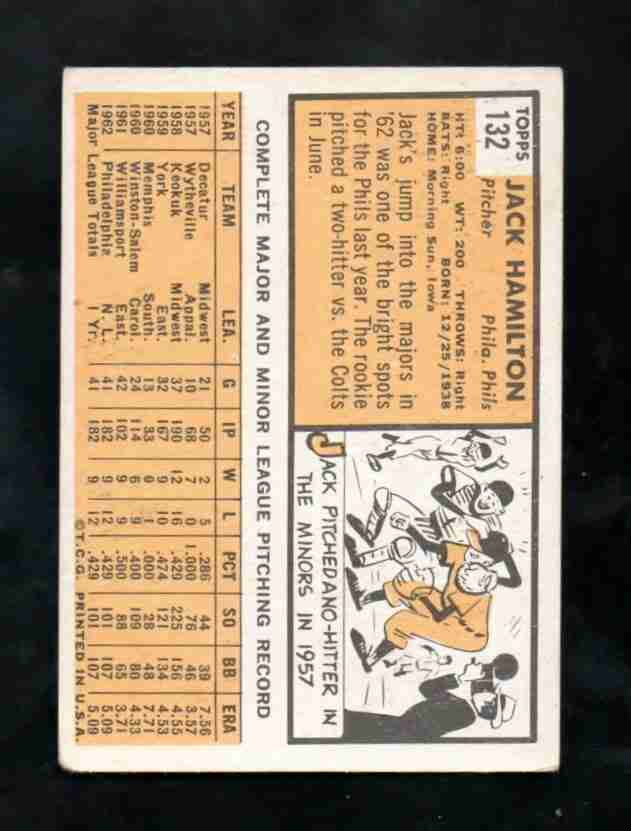 TOPPS
132
JACK HAMILTON
Pitcher Phila. Phils
HT: 6:00 WT: 200 THROWS: Right
BATS: Right BORN: 12/25/1938
HOME: Morning Sun, Iowa
Jack's jump into the majors in
'62 was one of the bright spots
for the Phils last year. The rookie
pitched a two-hitter vs. the Colts
in June.
JACK PITCHED A NO-HITTER IN
THE MINORS IN 1957
COMPLETE MAJOR AND MINOR LEAGUE PITCHING RECORD
YEAR TEAM LEA. G IP W L PCT SO BB ERA
1957 Decatur Midwest 21 50 2 5 .286 44 39 7.56
1957 Wytheville Appal. 10 68 7 0 1.000 76 46 3.57
1958 Keokuk Midwest 37 190 12 16 .429 225 156 4.55
1959 York East. 32 167 9 10 .474 121 134 4.53
1960 Memphis South. 13 33 0 1 .000 28 48 7.71
1960 Winston-Salem Carol. 24 114 6 9 .400 109 80 4.33
1961 Williamsport East. 42 102 9 9 .500 88 65 3.71
1962 Philadelphia N. L. 41 182 9 12 .429 101 107 5.09
Major League Totals 1 Yr. 41 182 9 12 .429 101 107 5.09
©T.C.G. PRINTED IN U.S.A.